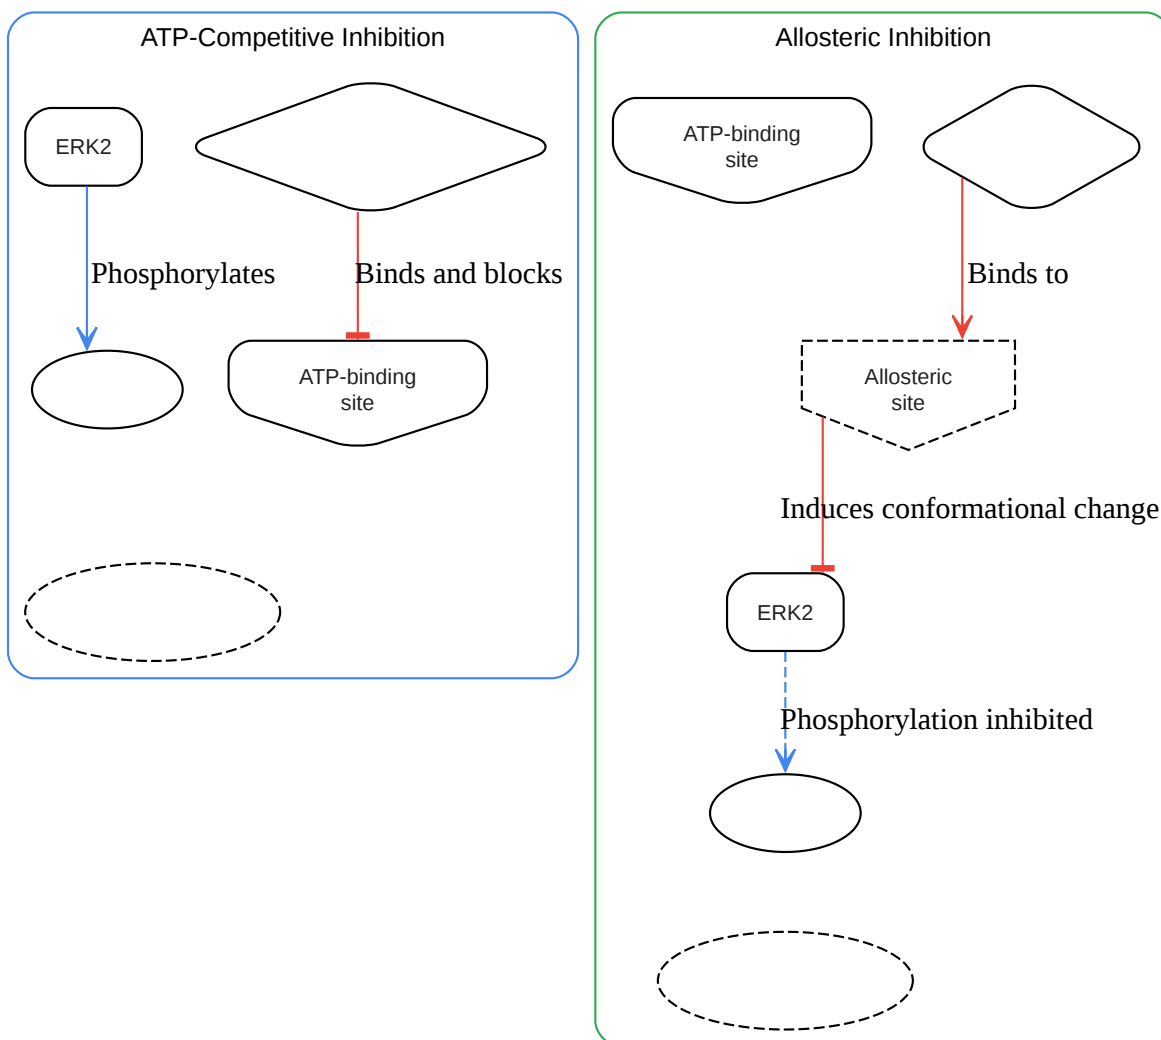 ATP-Competitive Inhibition
ERK2
Phosphorylates
Binds and blocks
ATP-binding
site
Allosteric Inhibition
ATP-binding
site
Binds to
Allosteric
site
Induces conformational change
ERK2
Phosphorylation inhibited